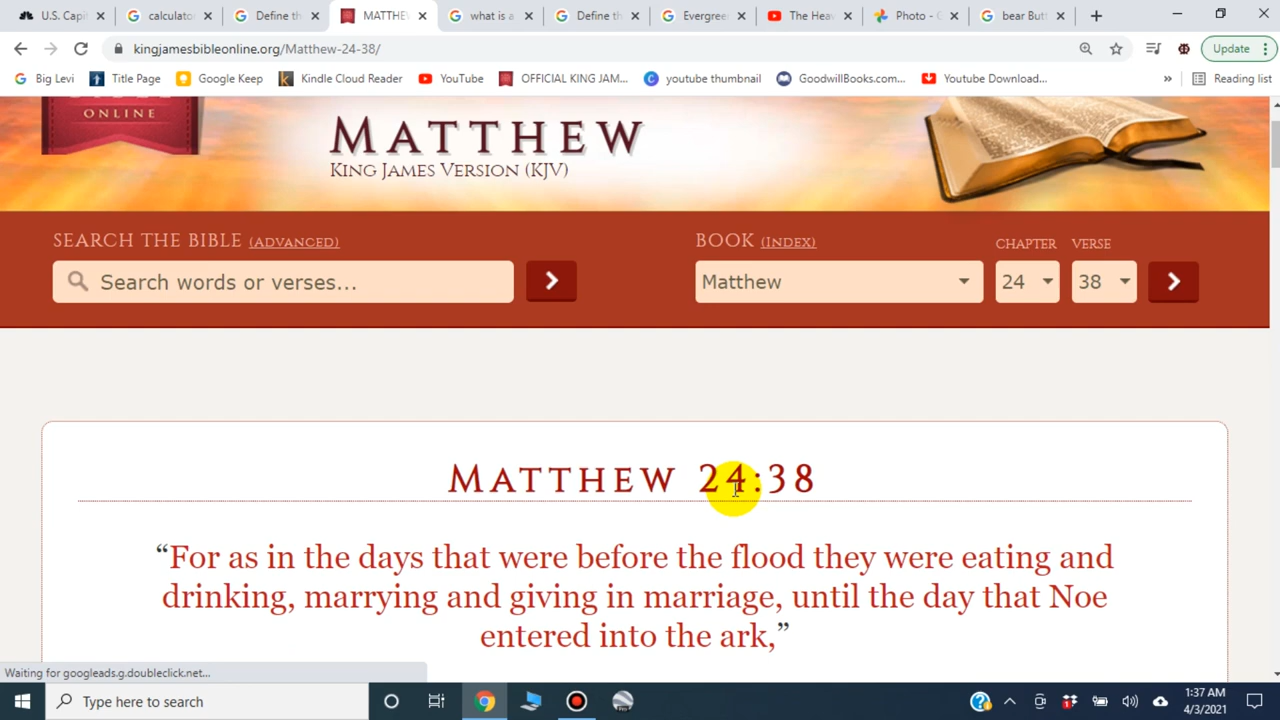 U.S. Capi
calculato
Define th
MATTHEW
what is a
Define th
Evergree
The Hea
Photo - G
bear Butt
kingjamesbibleonline.org/Matthew-24-38/
Update
Big Levi
Title Page
Google Keep
Kindle Cloud Reader
YouTube
OFFICIAL KING JAM...
youtube thumbnail
GoodwillBooks.com...
Youtube Download...
»
Reading list
ONLINE
MATTHEW
KING JAMES VERSION (KJV)
SEARCH THE BIBLE (ADVANCED)
BOOK (INDEX)
CHAPTER
VERSE
Search words or verses...
Matthew
24
38
MATTHEW 24:38
“For as in the days that were before the flood they were eating and
drinking, marrying and giving in marriage, until the day that Noe
entered into the ark,”
Waiting for googleads.g.doubleclick.net...
Type here to search
1:37 AM
4/3/2021